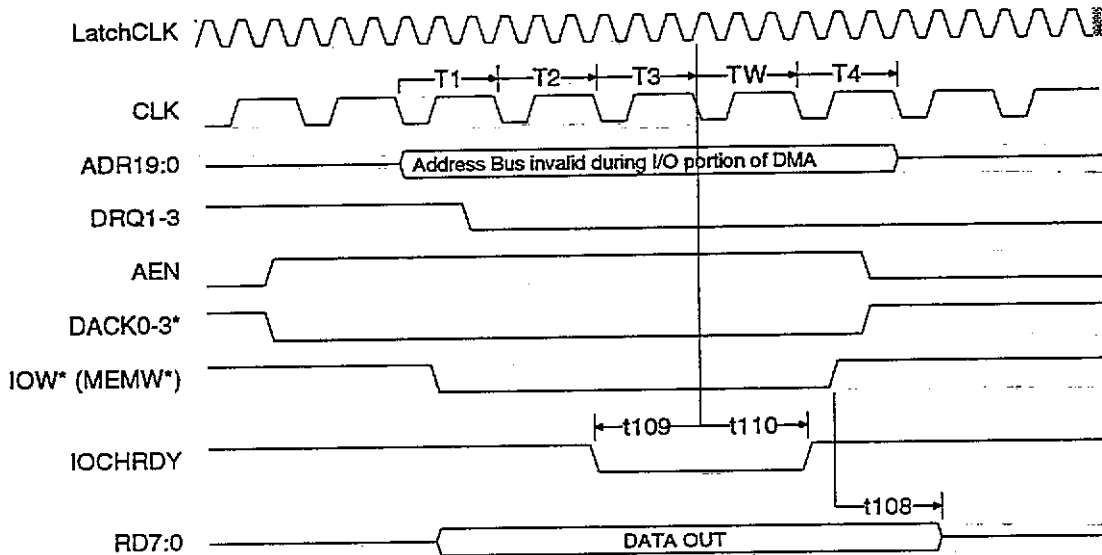 LatchCLK
T1 T2 T3 TW T4
CLK
ADR19:0 Address Bus invalid during I/O portion of DMA
DRQ1-3
AEN
DACK0-3*
IOW* (MEMW*)
t109 t110
IOCHRDY
t108
RD7:0 DATA OUT